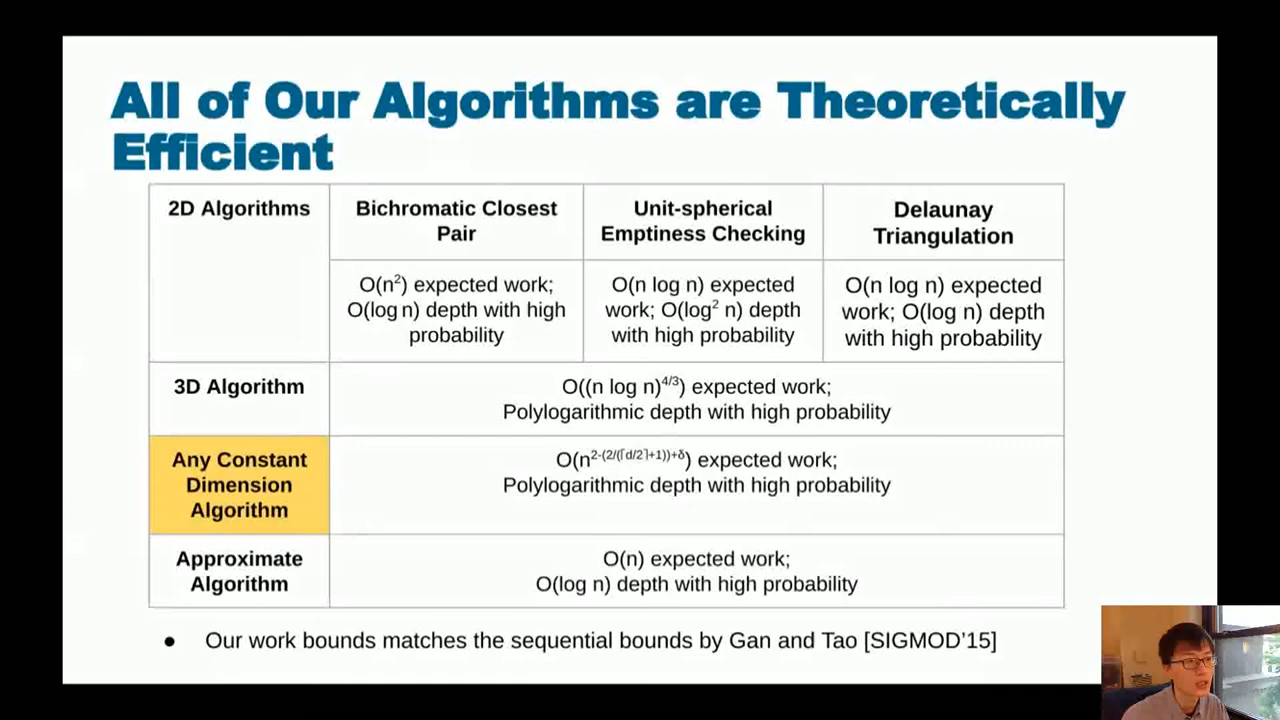 All of Our Algorithms are Theoretically
Efficient
2D Algorithms
Bichromatic Closest
Pair
Unit-spherical
Emptiness Checking
Delaunay
Triangulation
O(n²) expected work;
O(log n) depth with high
probability
O(n log n) expected
work; O(log² n) depth
with high probability
O(n log n) expected
work; O(log n) depth
with high probability
3D Algorithm
O((n log n)^4/3) expected work;
Polylogarithmic depth with high probability
Any Constant
Dimension
Algorithm
O(n^2-(2/(⌈d/2⌉+1))+δ) expected work;
Polylogarithmic depth with high probability
Approximate
Algorithm
O(n) expected work;
O(log n) depth with high probability
● Our work bounds matches the sequential bounds by Gan and Tao [SIGMOD'15]